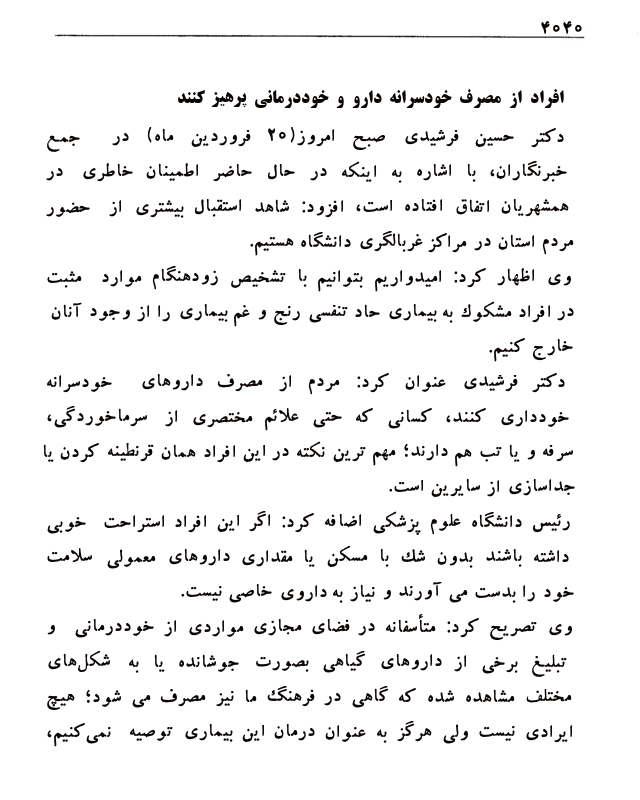 ۴۰۴۰
افراد از مصرف خودسرانه دارو و خوددرمانی پرهیز کنند
دکتر حسین فرشیدی صبح امروز(۲۰ فروردین ماه) در جمع
خبرنگاران، با اشاره به اینکه در حال حاضر اطمینان خاطری در
همشهریان اتفاق افتاده است، افزود: شاهد استقبال بیشتری از حضور
مردم استان در مراکز غربالگری دانشگاه هستیم.
وی اظهار کرد: امیدواریم بتوانیم با تشخیص زودهنگام موارد مثبت
در افراد مشکوك به بیماری حاد تنفسی رنج و غم بیماری را از وجود آنان
خارج کنیم.
دکتر فرشیدی عنوان کرد: مردم از مصرف داروهای خودسرانه
خودداری کنند، کسانی که حتی علائم مختصری از سرماخوردگی،
سرفه و یا تب هم دارند؛ مهم ترین نکته در این افراد همان قرنطینه کردن یا
جداسازی از سایرین است.
رئیس دانشگاه علوم پزشکی اضافه کرد: اگر این افراد استراحت خوبی
داشته باشند بدون شك با مسکن یا مقداری داروهای معمولی سلامت
خود را بدست می آورند و نیاز به داروی خاصی نیست.
وی تصریح کرد: متأسفانه در فضای مجازی مواردی از خوددرمانی و
تبلیغ برخی از داروهای گیاهی بصورت جوشانده یا به شکل‌های
مختلف مشاهده شده که گاهی در فرهنگ ما نیز مصرف می شود؛ هیچ
ایرادی نیست ولی هرگز به عنوان درمان این بیماری توصیه نمی‌کنیم،